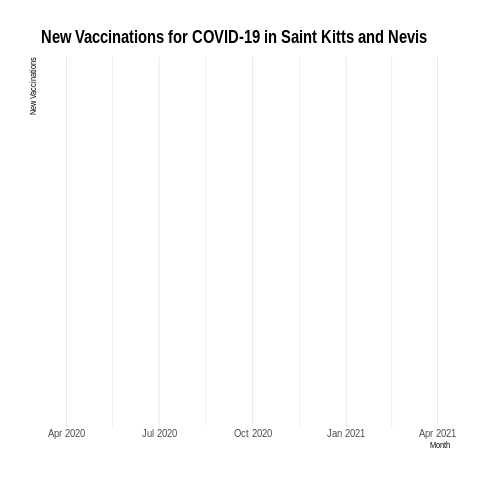 New Vaccinations for COVID-19 in Saint Kitts and Nevis
New Vaccinations
Apr 2020 Jul 2020 Oct 2020 Jan 2021 Apr 2021
Month